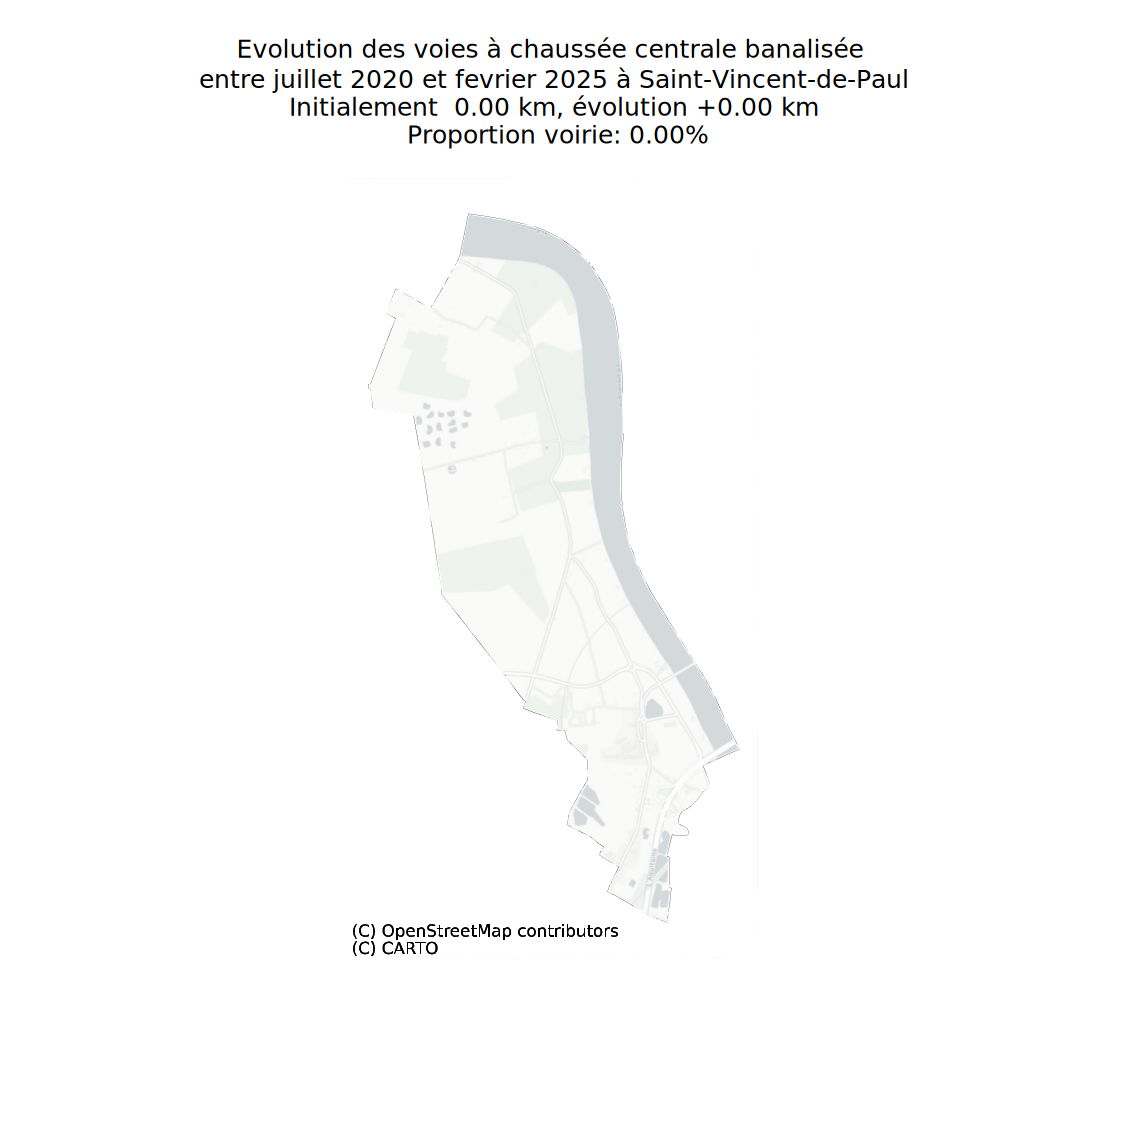 Evolution des voies à chaussée centrale banalisée
entre juillet 2020 et fevrier 2025 à Saint-Vincent-de-Paul
Initialement  0.00 km, évolution +0.00 km
Proportion voirie: 0.00%
(C) OpenStreetMap contributors
(C) CARTO